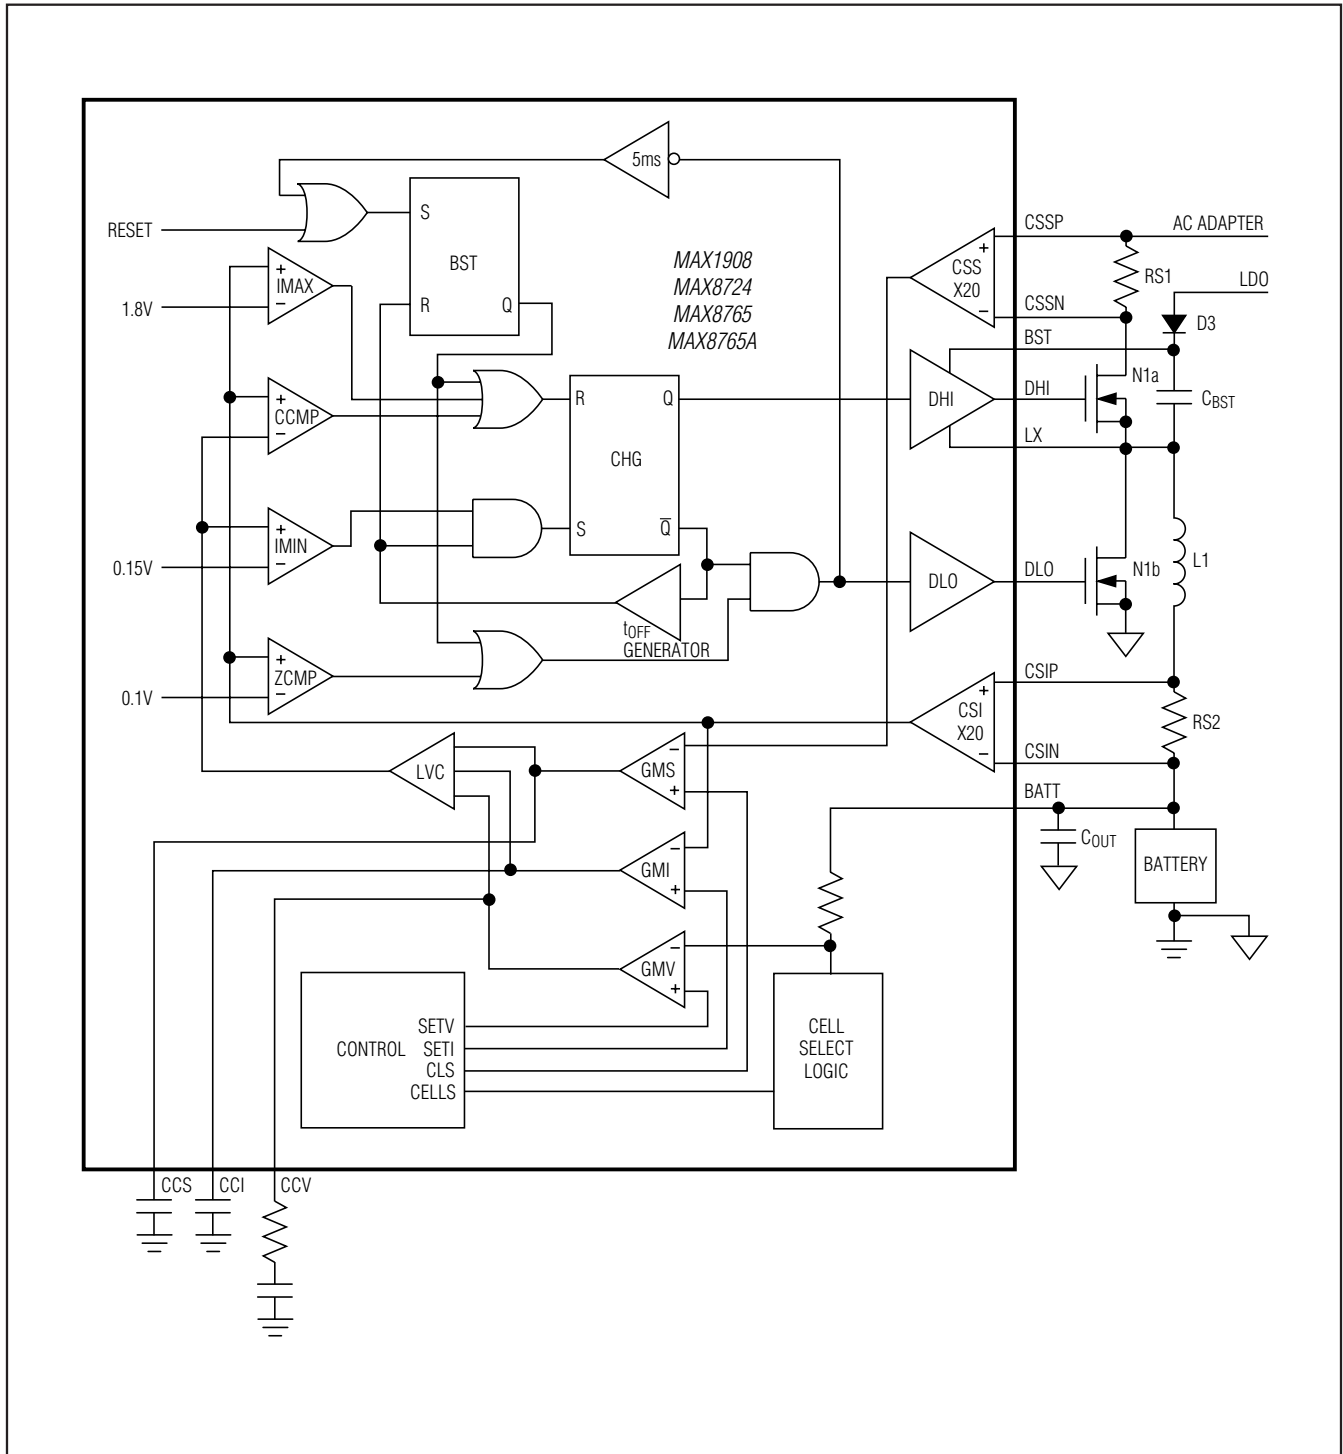 5ms
S
BST
R
Q
RESET
+
IMAX
−
1.8V
MAX1908
MAX8724
MAX8765
MAX8765A
CSSP
AC ADAPTER
+
CSS
X20
−
RS1
LDO
CSSN
D3
BST
+
CCMP
−
R
Q
CHG
S
Q̅
DHI
DHI
N1a
CBST
LX
+
IMIN
−
0.15V
tOFF
GENERATOR
DLO
DLO
N1b
L1
+
ZCMP
−
0.1V
CSIP
+
CSI
X20
−
RS2
CSIN
LVC
−
GMS
+
BATT
COUT
BATTERY
−
GMI
+
−
GMV
+
CONTROL
SETV
SETI
CLS
CELLS
CELL
SELECT
LOGIC
CCS
CCI
CCV